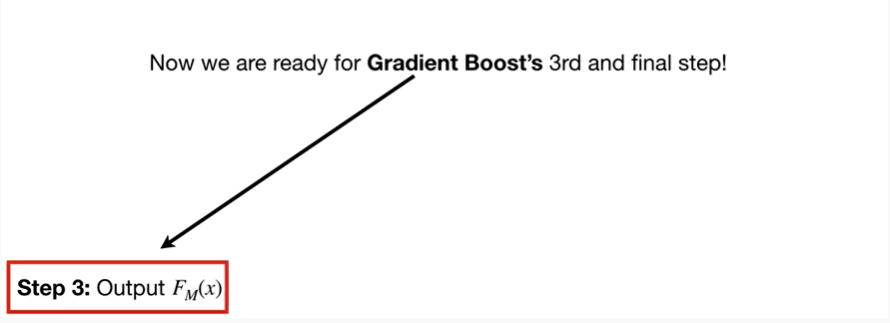 Now we are ready for Gradient Boost's 3rd and final step!
Step 3: Output F_M(x)